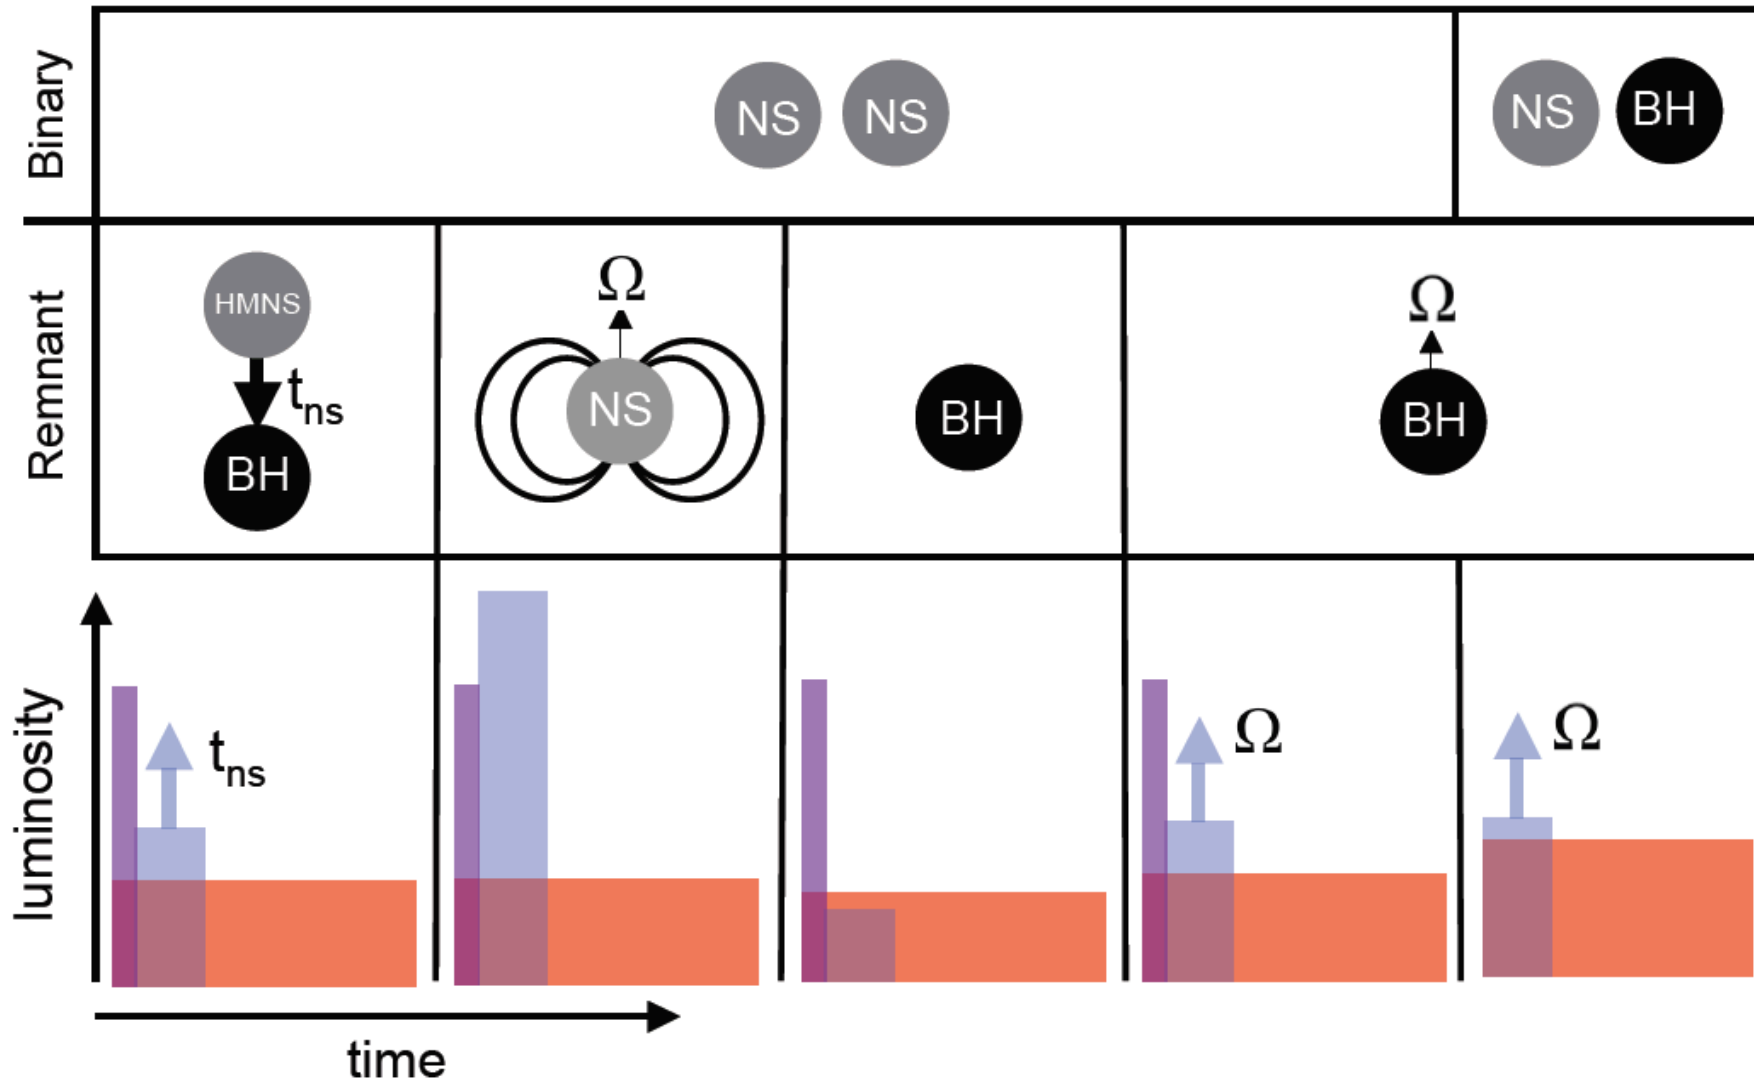 Binary
NS NS
NS BH
Remnant
HMNS
t_ns
BH
Ω
NS
BH
Ω
BH
luminosity
t_ns
Ω
Ω
time